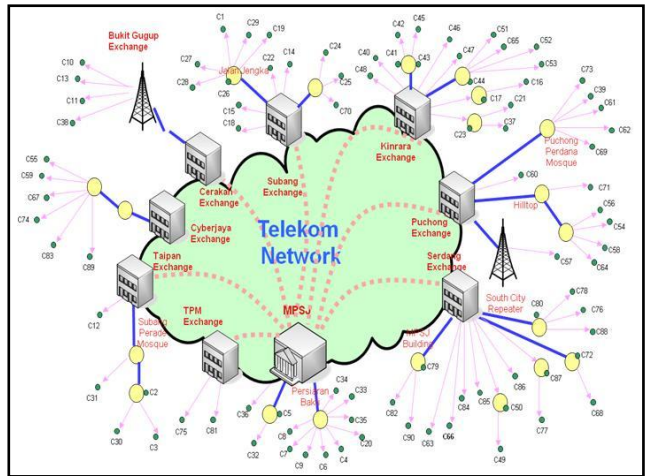 Bukit Gugup
Exchange
C10
C13
C11
C38
C1
C29
C19
C27
C28
Jalan Jengka
C22
C14
C26
C15
C18
C24
C25
C70
C42
C45
C46
C51
C65
C52
C53
C40
C41
C43
C47
C48
C44
C16
C17
C21
C23
C37
C73
C39
C61
C62
C69
Puchong
Perdana
Mosque
Kinrara
Exchange
C60
C71
Hilltop
C56
C54
C59
C64
C57
Puchong
Exchange
Cerakan
Exchange
Subang
Exchange
C55
C59
C67
C74
C83
C89
Cyberjaya
Exchange
Telekom
Network
Taipan
Exchange
Serdang
Exchange
South City
Repeater
C12
Subang
Perade
Mosque
TPM
Exchange
MPSJ
Persiaran
Baku
MPSJ
Building
C78
C80
C76
C88
C72
C68
C79
C82
C90
C63
C66
C84
C85
C50
C86
C87
C77
C49
C31
C2
C30
C3
C75
C81
C36
C5
C32
C34
C33
C35
C20
C8
C7
C9
C6
C4